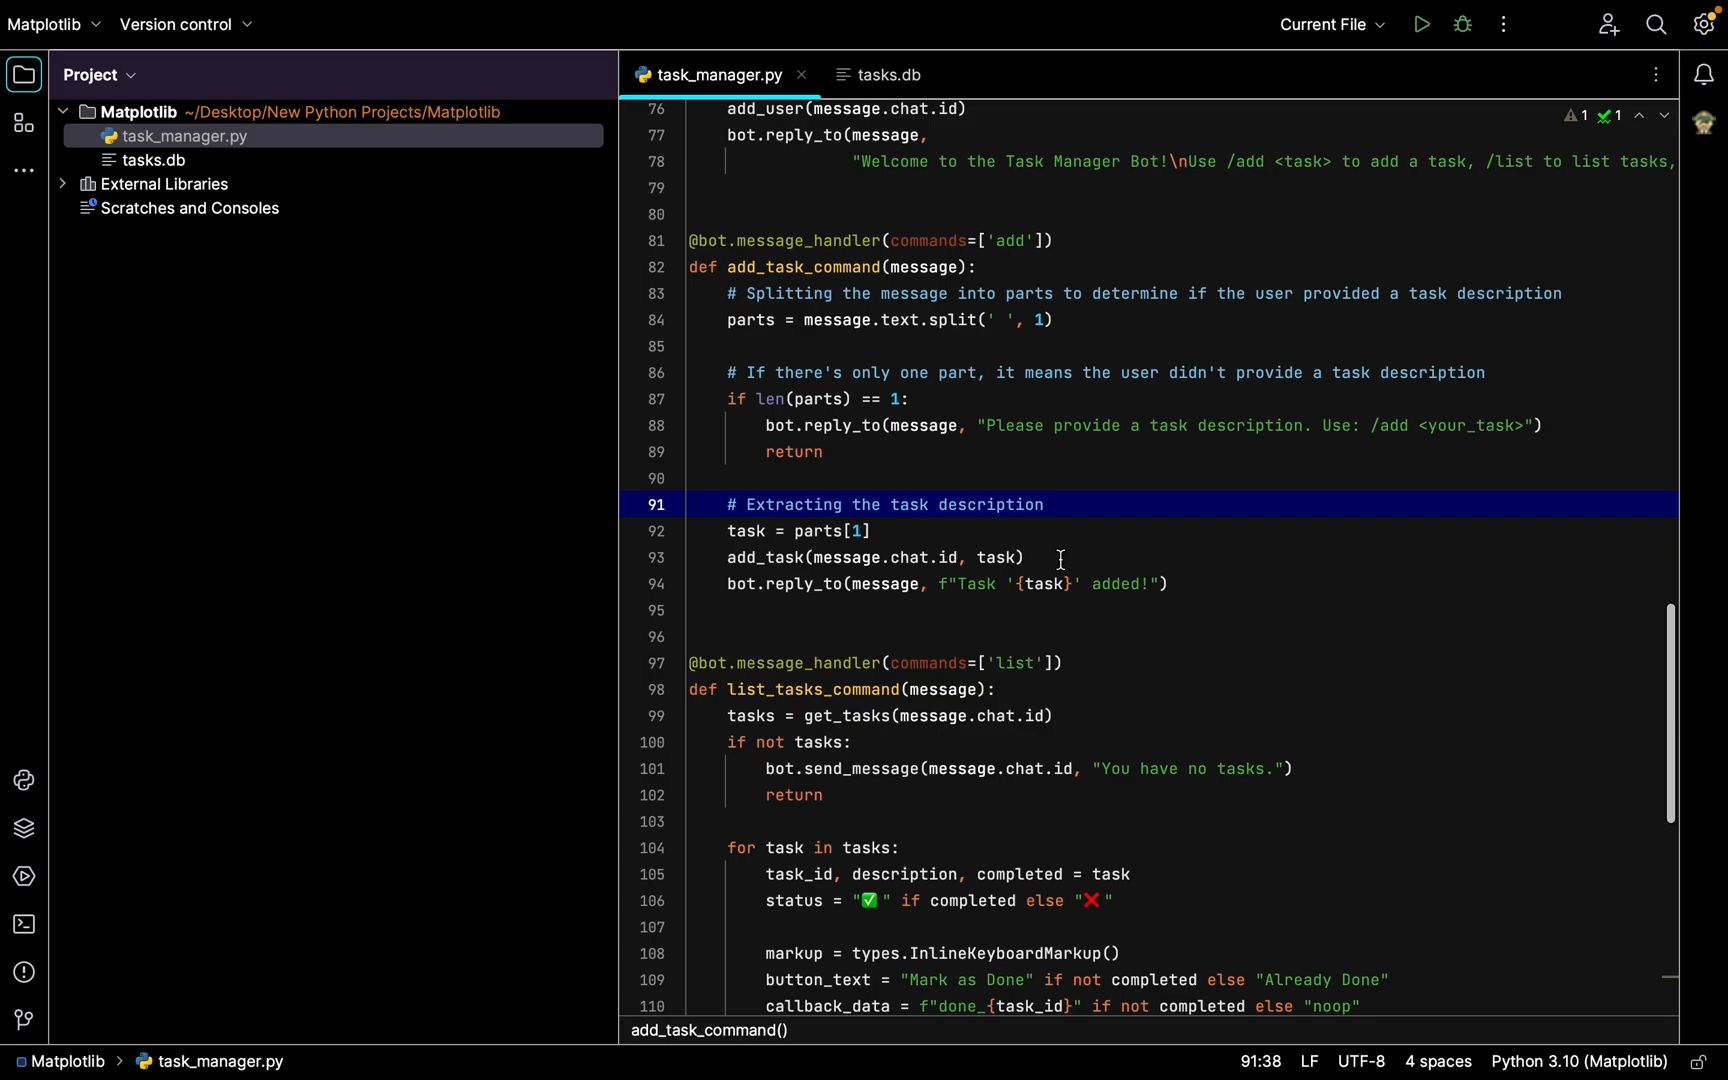 Matplotlib Version control Current File
Project
Matplotlib ~/Desktop/New Python Projects/Matplotlib
task_manager.py
tasks.db
External Libraries
Scratches and Consoles
task_manager.py tasks.db
1 1
76 add_user(message.chat.id)
77 bot.reply_to(message,
78 "Welcome to the Task Manager Bot!\nUse /add <task> to add a task, /list to list tasks,
79
80
81 @bot.message_handler(commands=['add'])
82 def add_task_command(message):
83 # Splitting the message into parts to determine if the user provided a task description
84 parts = message.text.split(' ', 1)
85
86 # If there's only one part, it means the user didn't provide a task description
87 if len(parts) == 1:
88 bot.reply_to(message, "Please provide a task description. Use: /add <your_task>")
89 return
90
91 # Extracting the task description
92 task = parts[1]
93 add_task(message.chat.id, task)
94 bot.reply_to(message, f"Task '{task}' added!")
95
96
97 @bot.message_handler(commands=['list'])
98 def list_tasks_command(message):
99 tasks = get_tasks(message.chat.id)
100 if not tasks:
101 bot.send_message(message.chat.id, "You have no tasks.")
102 return
103
104 for task in tasks:
105 task_id, description, completed = task
106 status = "✅" if completed else "❌"
107
108 markup = types.InlineKeyboardMarkup()
109 button_text = "Mark as Done" if not completed else "Already Done"
110 callback_data = f"done_{task_id}" if not completed else "noop"
add_task_command()
Matplotlib > task_manager.py 91:38 LF UTF-8 4 spaces Python 3.10 (Matplotlib)